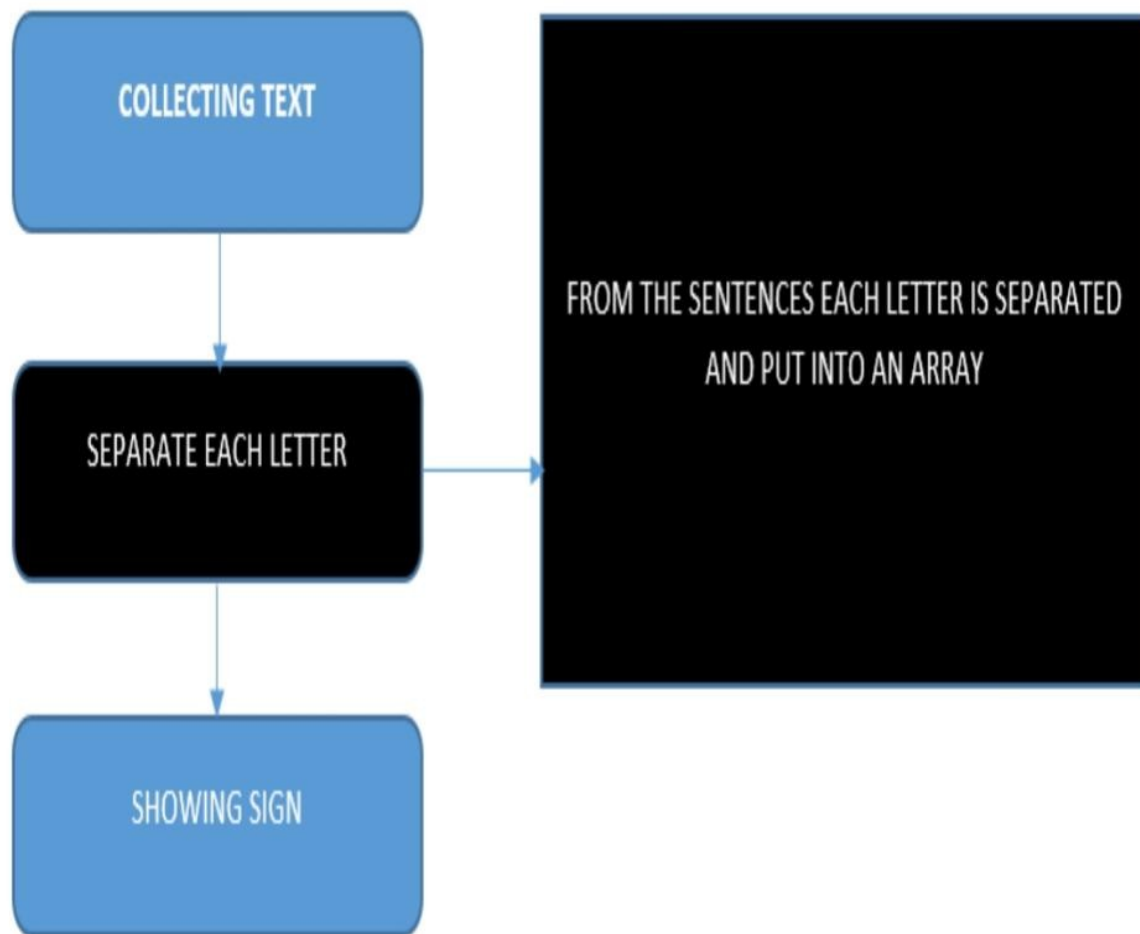 COLLECTING TEXT
SEPARATE EACH LETTER
FROM THE SENTENCES EACH LETTER IS SEPARATED
AND PUT INTO AN ARRAY
SHOWING SIGN